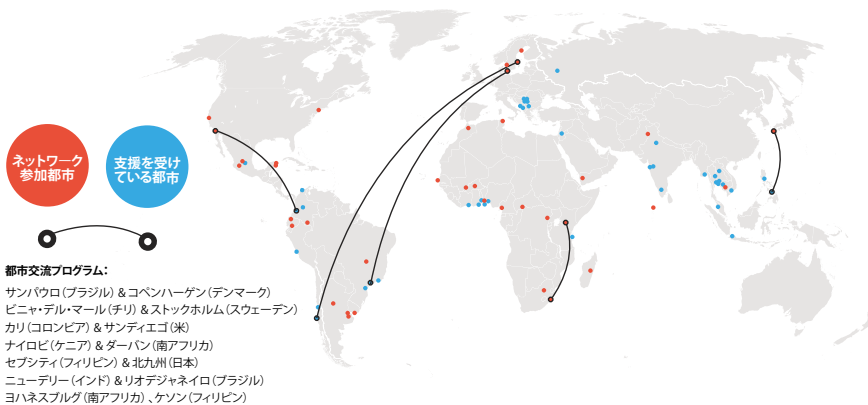 ネットワーク
参加都市
支援を受け
ている都市
都市交流プログラム：
サンパウロ（ブラジル）＆コペンハーゲン（デンマーク）
ビニャ・デル・マール（チリ）＆ストックホルム（スウェーデン）
カリ（コロンビア）＆サンディエゴ（米）
ナイロビ（ケニア）＆ダーバン（南アフリカ）
セブシティ（フィリピン）＆北九州（日本）
ニューデリー（インド）＆リオデジャネイロ（ブラジル）
ヨハネスブルグ（南アフリカ）、ケソン（フィリピン）